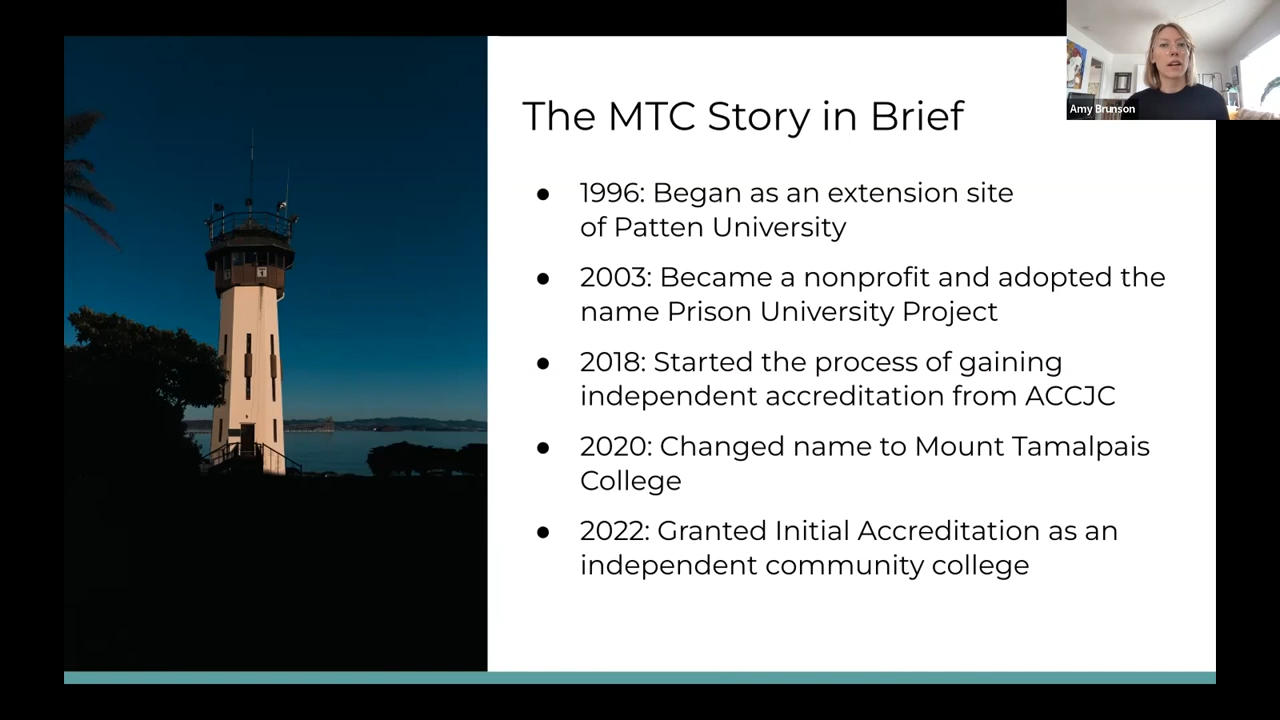 Amy Brunson
The MTC Story in Brief
● 1996: Began as an extension site
of Patten University
● 2003: Became a nonprofit and adopted the
name Prison University Project
● 2018: Started the process of gaining
independent accreditation from ACCJC
● 2020: Changed name to Mount Tamalpais
College
● 2022: Granted Initial Accreditation as an
independent community college
1